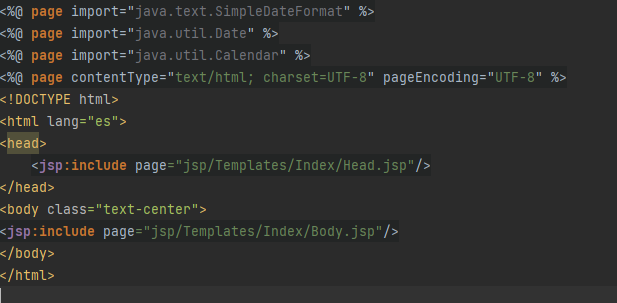 <%@ page import="java.text.SimpleDateFormat" %>
<%@ page import="java.util.Date" %>
<%@ page import="java.util.Calendar" %>
<%@ page contentType="text/html; charset=UTF-8" pageEncoding="UTF-8" %>
<!DOCTYPE html>
<html lang="es">
<head>
    <jsp:include page="jsp/Templates/Index/Head.jsp"/>
</head>
<body class="text-center">
<jsp:include page="jsp/Templates/Index/Body.jsp"/>
</body>
</html>